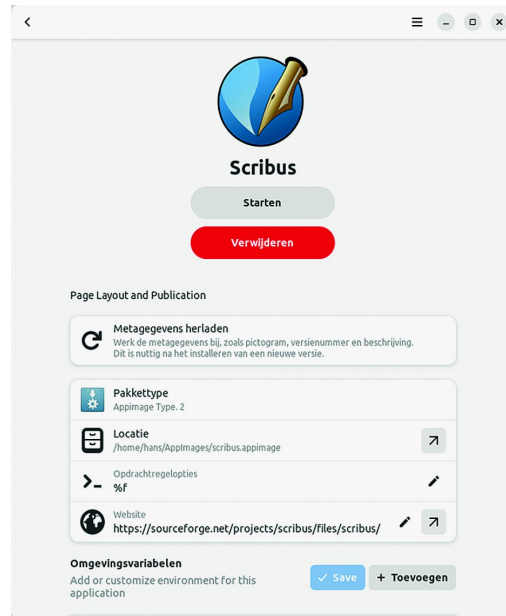 Scribus
Starten
Verwijderen
Page Layout and Publication
Metagegevens herladen
Werk de metagegevens bij, zoals pictogram, versienummer en beschrijving.
Dit is nuttig na het installeren van een nieuwe versie.
Pakkettype
Appimage Type. 2
Locatie
/home/hans/AppImages/scribus.appimage
Opdrachtregelopties
%f
Website
https://sourceforge.net/projects/scribus/files/scribus/
Omgevingsvariabelen
Add or customize environment for this
application
✓ Save
+ Toevoegen